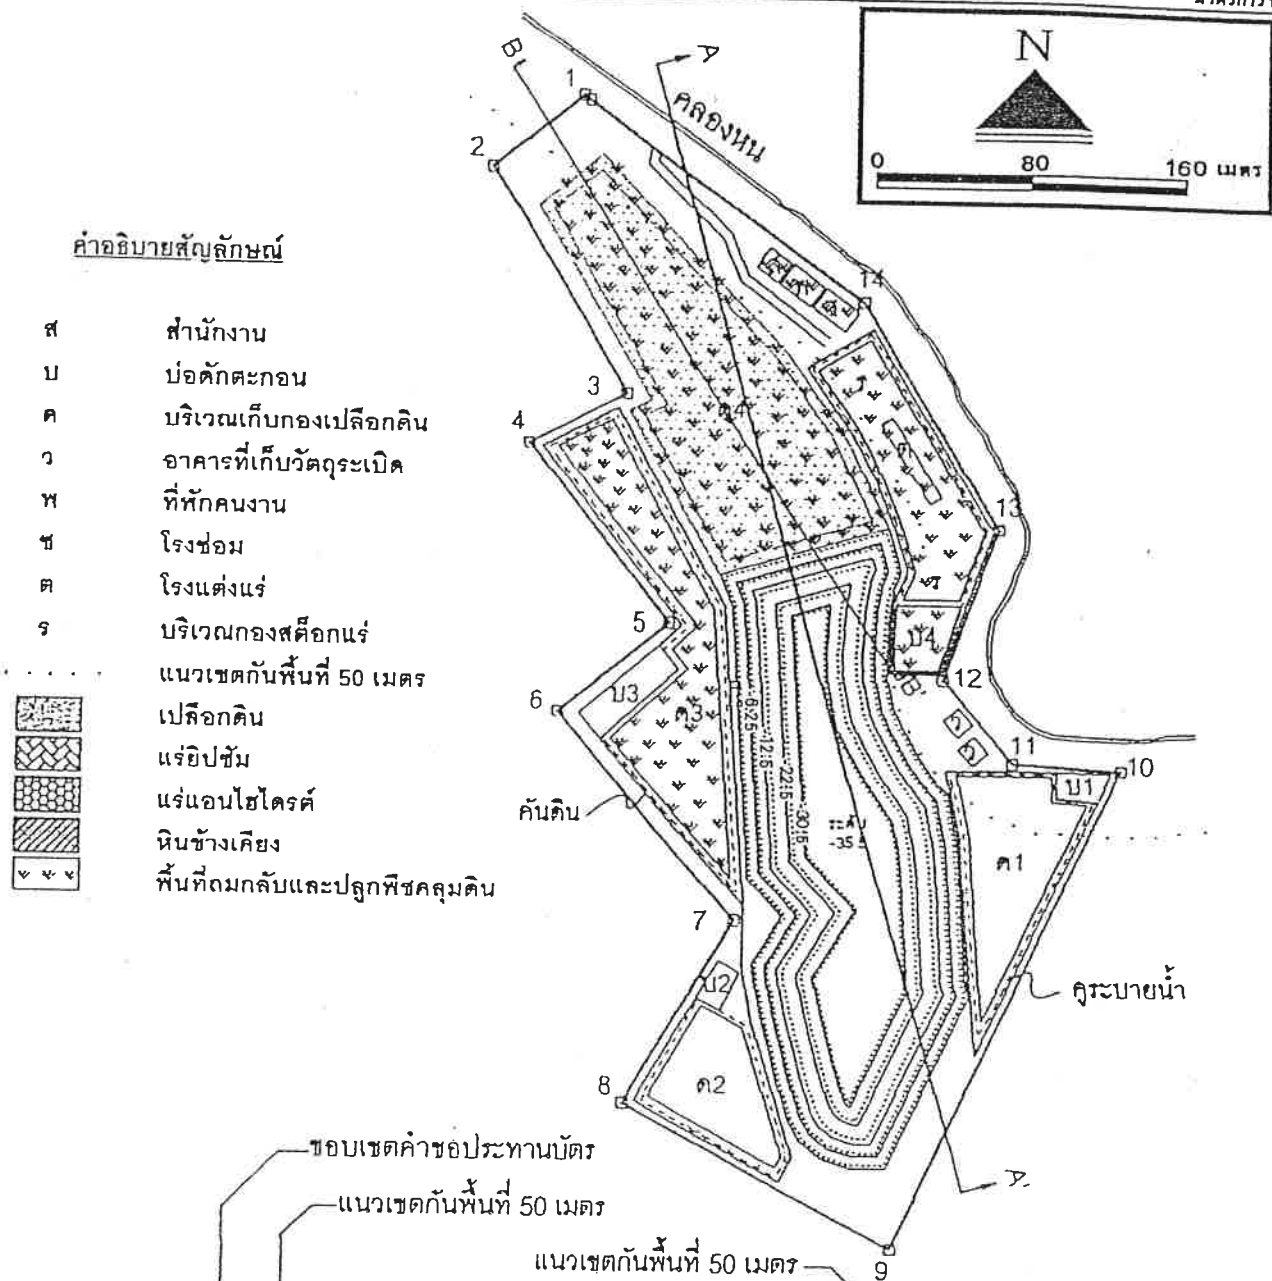 N
0 80 160 เมตร
B
A
คลองหน
1
2
3
4
5
6
7
8
9
10
11
12
13
14
คำอธิบายสัญลักษณ์
ส สำนักงาน
บ บ่อดักตะกอน
ค บริเวณเก็บกองเปลือกดิน
ว อาคารที่เก็บวัตถุระเบิด
พ ที่พักคนงาน
ช โรงซ่อม
ต โรงแต่งแร่
ร บริเวณกองสต๊อกแร่
แนวเขตกันพื้นที่ 50 เมตร
เปลือกดิน
แร่ยิปซัม
แร่แอนไฮไดรต์
หินข้างเคียง
พื้นที่ถมกลับและปลูกพืชคลุมดิน
ค4
ร
บ4
B'
บ3
ค3
คันดิน
-6.25
-12.5
-22.5
-30.5
ระดับ
-35.5
บ1
ค1
คูระบายน้ำ
บ2
ค2
A'
ขอบเขตคำขอประทานบัตร
แนวเขตกันพื้นที่ 50 เมตร
แนวเขตกันพื้นที่ 50 เมตร